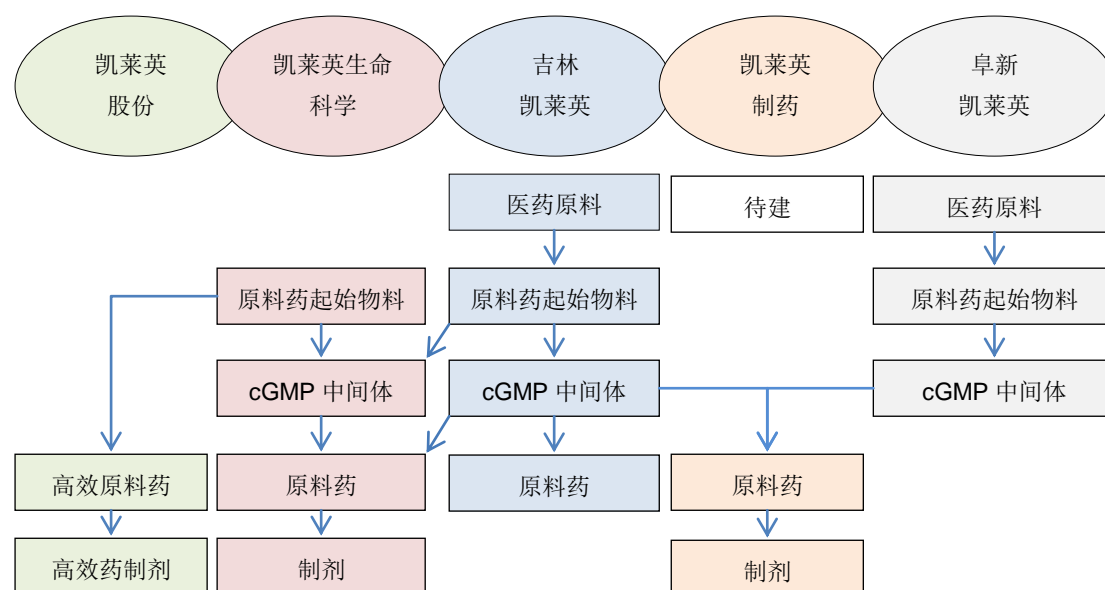 凯莱英
股份
凯莱英生命
科学
吉林
凯莱英
凯莱英
制药
阜新
凯莱英
医药原料
待建
医药原料
原料药起始物料
原料药起始物料
原料药起始物料
cGMP 中间体
cGMP 中间体
cGMP 中间体
高效原料药
原料药
原料药
原料药
高效药制剂
制剂
制剂